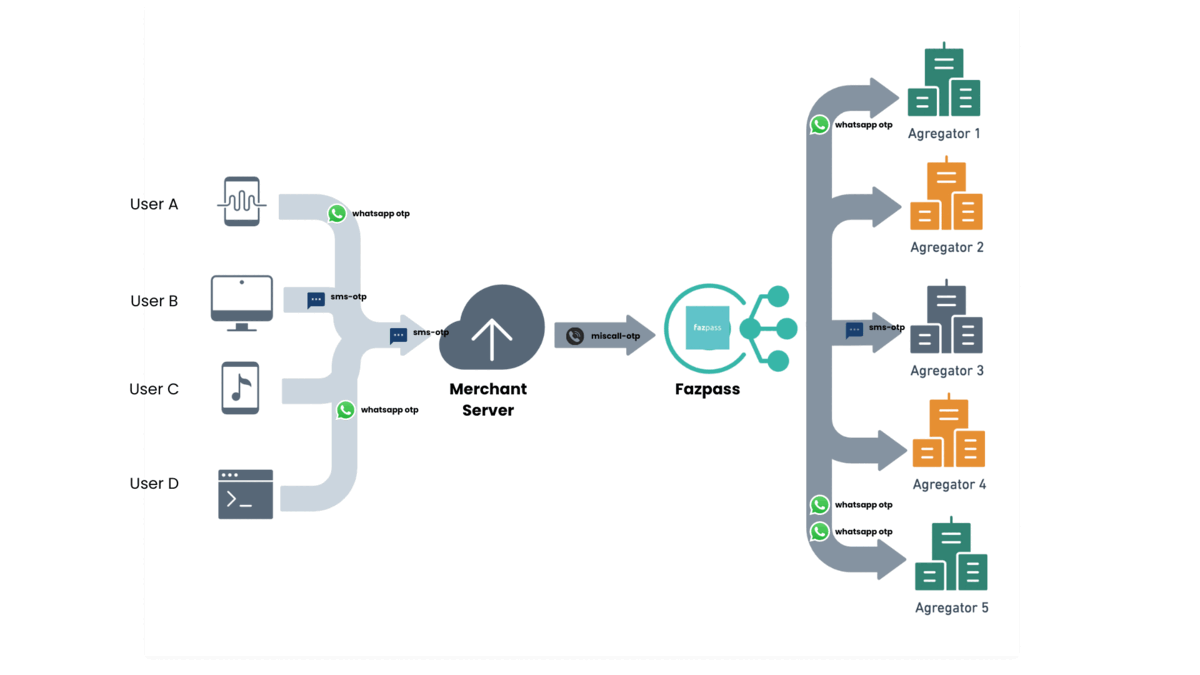 User A
whatsapp otp
User B
sms-otp
sms-otp
User C
whatsapp otp
User D
Merchant
Server
miscall-otp
fazpass
Fazpass
whatsapp otp
Agregator 1
Agregator 2
sms-otp
Agregator 3
Agregator 4
whatsapp otp
whatsapp otp
Agregator 5